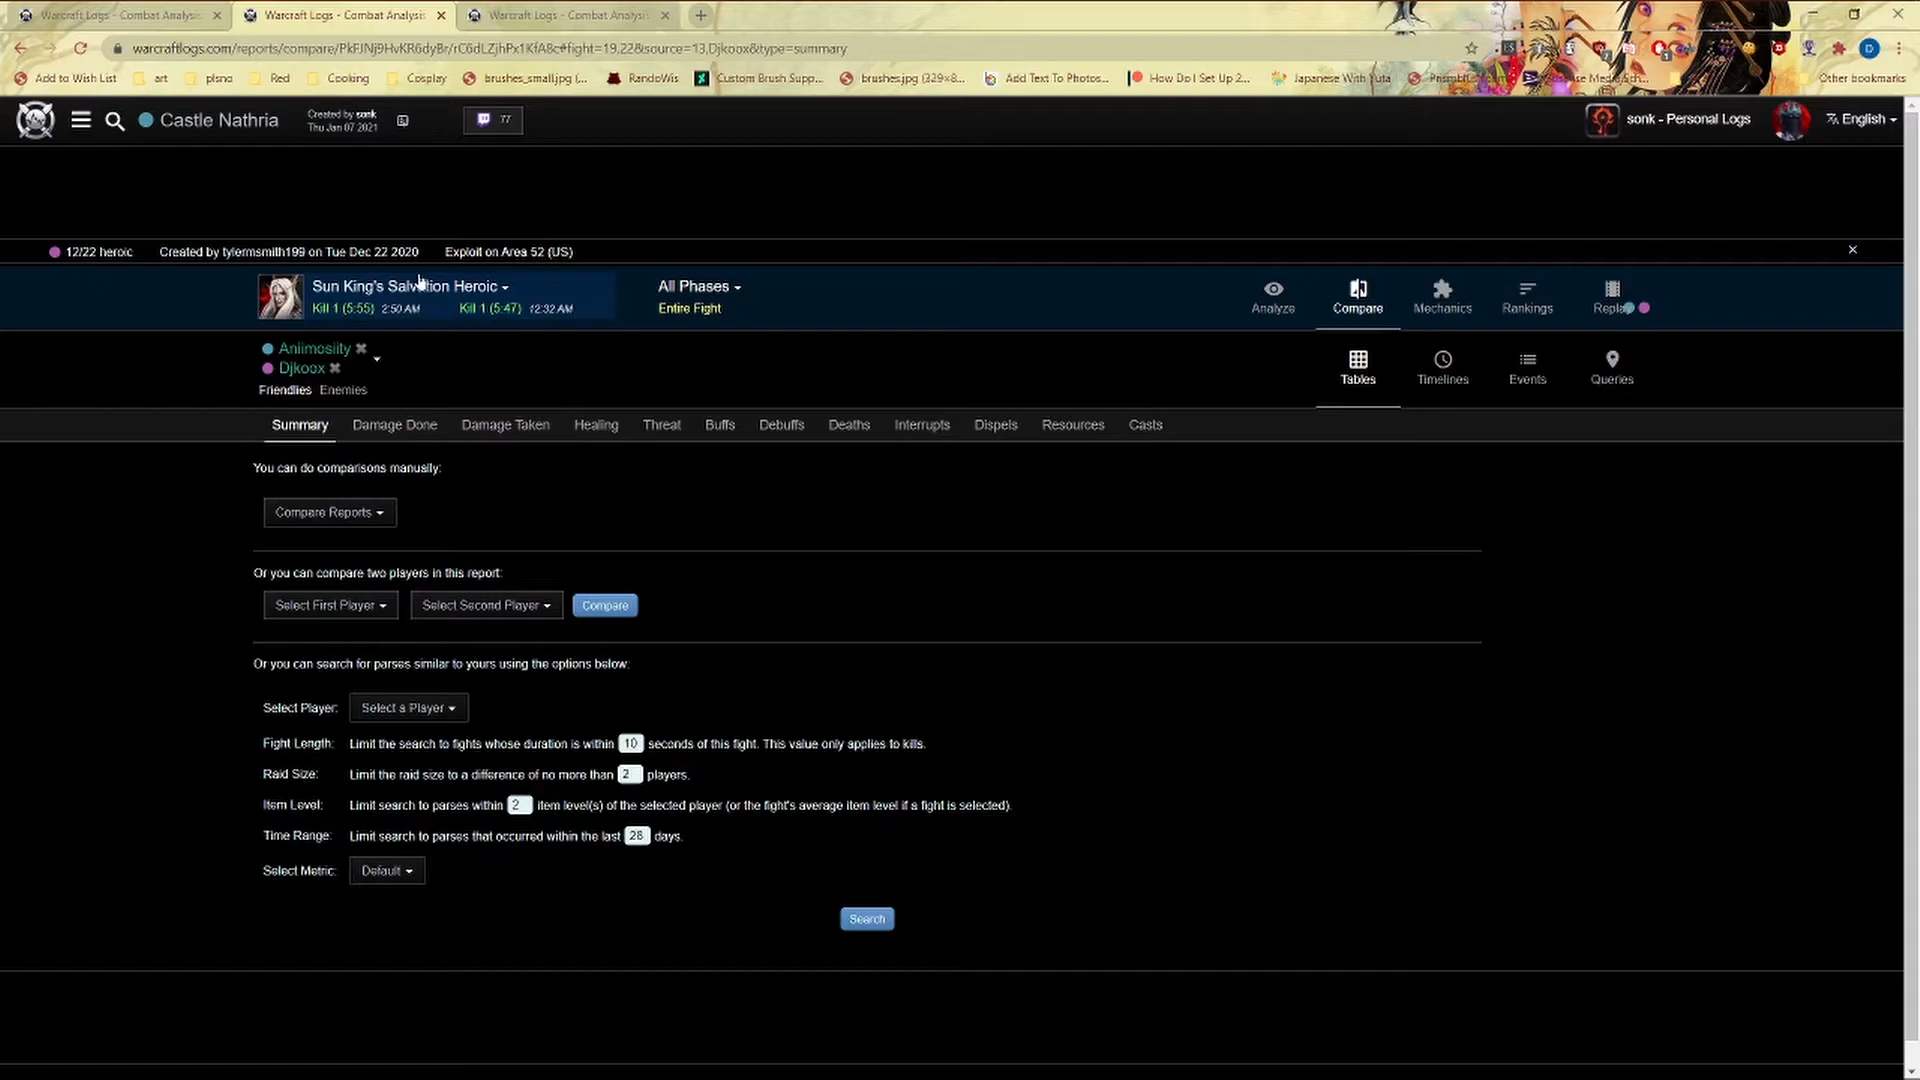 Warcraft Logs - Combat Analysis
Warcraft Logs - Combat Analysis
Warcraft Logs - Combat Analysis
warcraftlogs.com/reports/compare/PkFJNj9HvKR6dyBr/rC6dLZjhPx1KfA8c#fight=19,22&source=13,Djkoox&type=summary
Add to Wish List art plsno Red Cooking Cosplay brushes_small.jpg (... RandoWis Custom Brush Supp... brushes.jpg (329×8... Add Text To Photos... How Do I Set Up 2... Japanese With Yuta Other bookmarks
Castle Nathria
Created by sonk
Thu Jan 07 2021
77
sonk - Personal Logs
English
12/22 heroic Created by tylermsmith199 on Tue Dec 22 2020 Exploit on Area 52 (US)
Sun King's Salvation Heroic
Kill 1 (5:55) 2:50 AM Kill 1 (5:47) 12:32 AM
All Phases
Entire Fight
Analyze Compare Mechanics Rankings Replay
Aniimosiity
Djkoox
Friendlies Enemies
Tables Timelines Events Queries
Summary Damage Done Damage Taken Healing Threat Buffs Debuffs Deaths Interrupts Dispels Resources Casts
You can do comparisons manually:
Compare Reports
Or you can compare two players in this report:
Select First Player Select Second Player Compare
Or you can search for parses similar to yours using the options below:
Select Player: Select a Player
Fight Length: Limit the search to fights whose duration is within 10 seconds of this fight. This value only applies to kills.
Raid Size: Limit the raid size to a difference of no more than 2 players.
Item Level: Limit search to parses within 2 item level(s) of the selected player (or the fight's average item level if a fight is selected).
Time Range: Limit search to parses that occurred within the last 28 days.
Select Metric: Default
Search